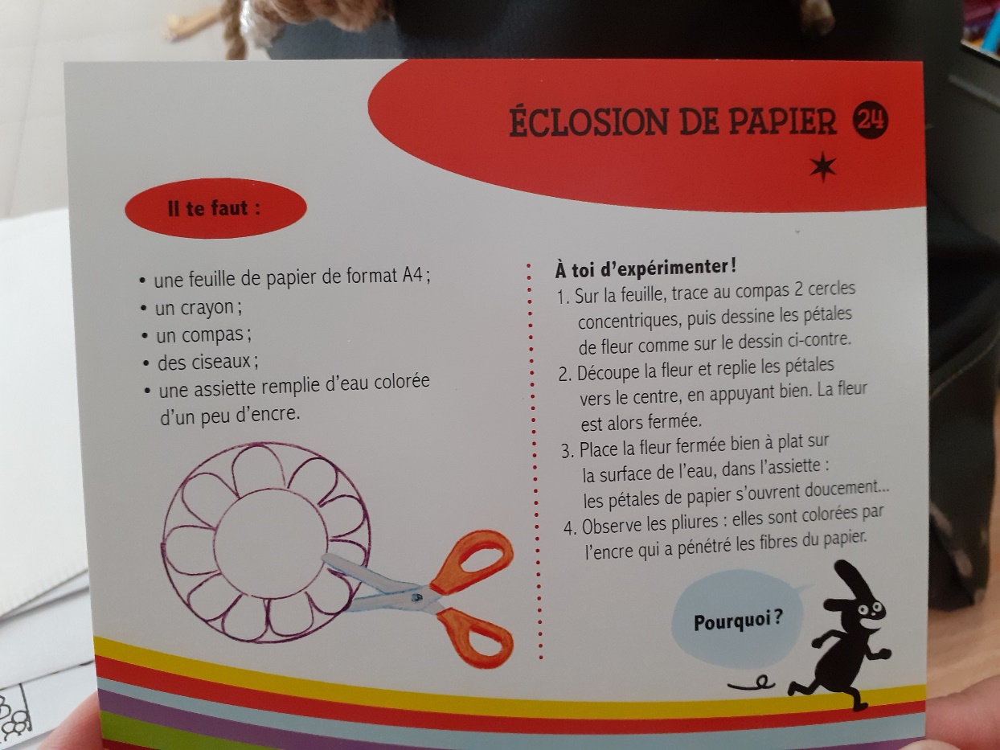 ÉCLOSION DE PAPIER 24
Il te faut :
• une feuille de papier de format A4 ;
• un crayon ;
• un compas ;
• des ciseaux ;
• une assiette remplie d'eau colorée
d'un peu d'encre.
À toi d'expérimenter !
1. Sur la feuille, trace au compas 2 cercles
concentriques, puis dessine les pétales
de fleur comme sur le dessin ci-contre.
2. Découpe la fleur et replie les pétales
vers le centre, en appuyant bien. La fleur
est alors fermée.
3. Place la fleur fermée bien à plat sur
la surface de l'eau, dans l'assiette :
les pétales de papier s'ouvrent doucement...
4. Observe les pliures : elles sont colorées par
l'encre qui a pénétré les fibres du papier.
Pourquoi ?